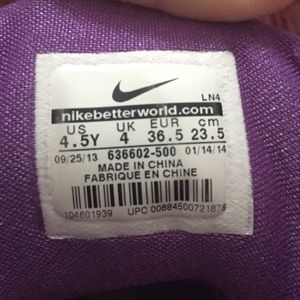 LN4
nikebetterworld.com
US UK EUR cm
4.5Y 4 36.5 23.5
09/25/13 636602-500 01/14/14
MADE IN CHINA
FABRIQUE EN CHINE
104601939 UPC 00884500721876